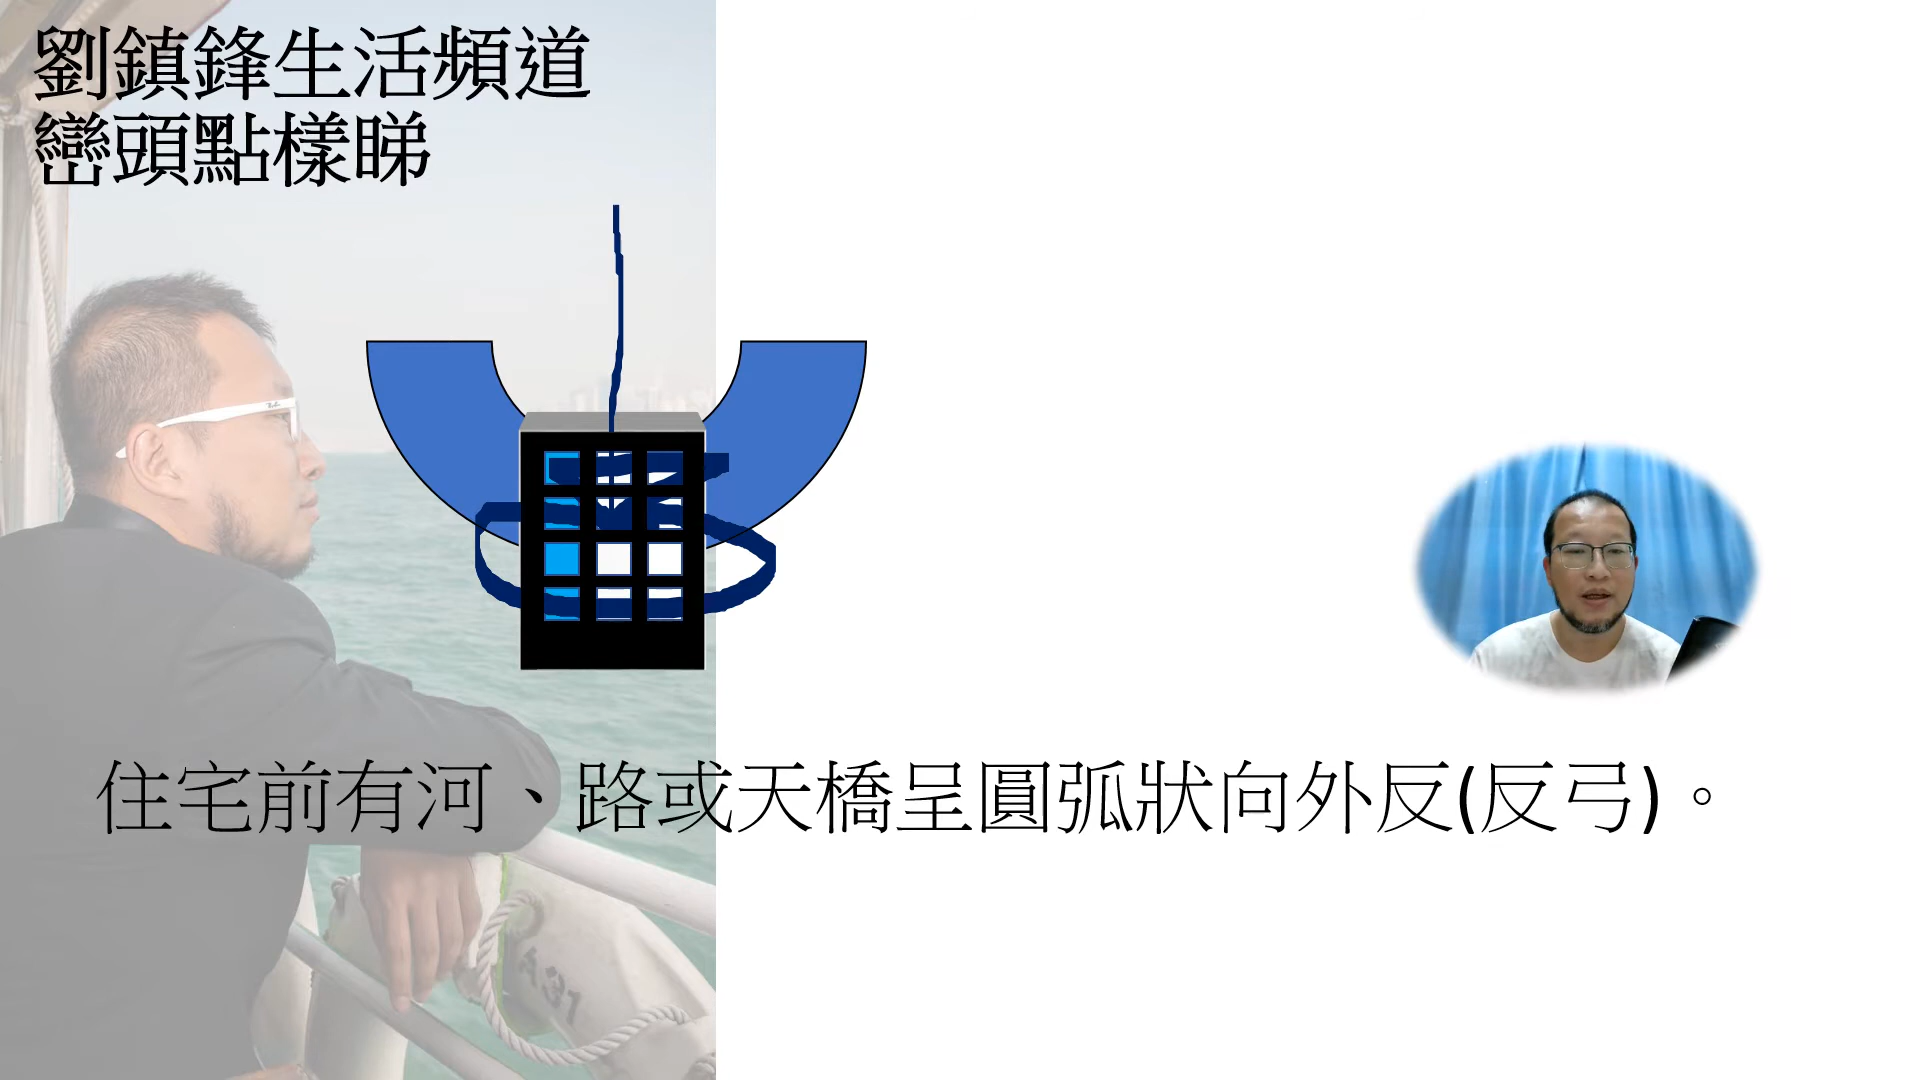 劉鎮鋒生活頻道
巒頭點樣睇
住宅前有河、路或天橋呈圓弧狀向外反(反弓)。
A31